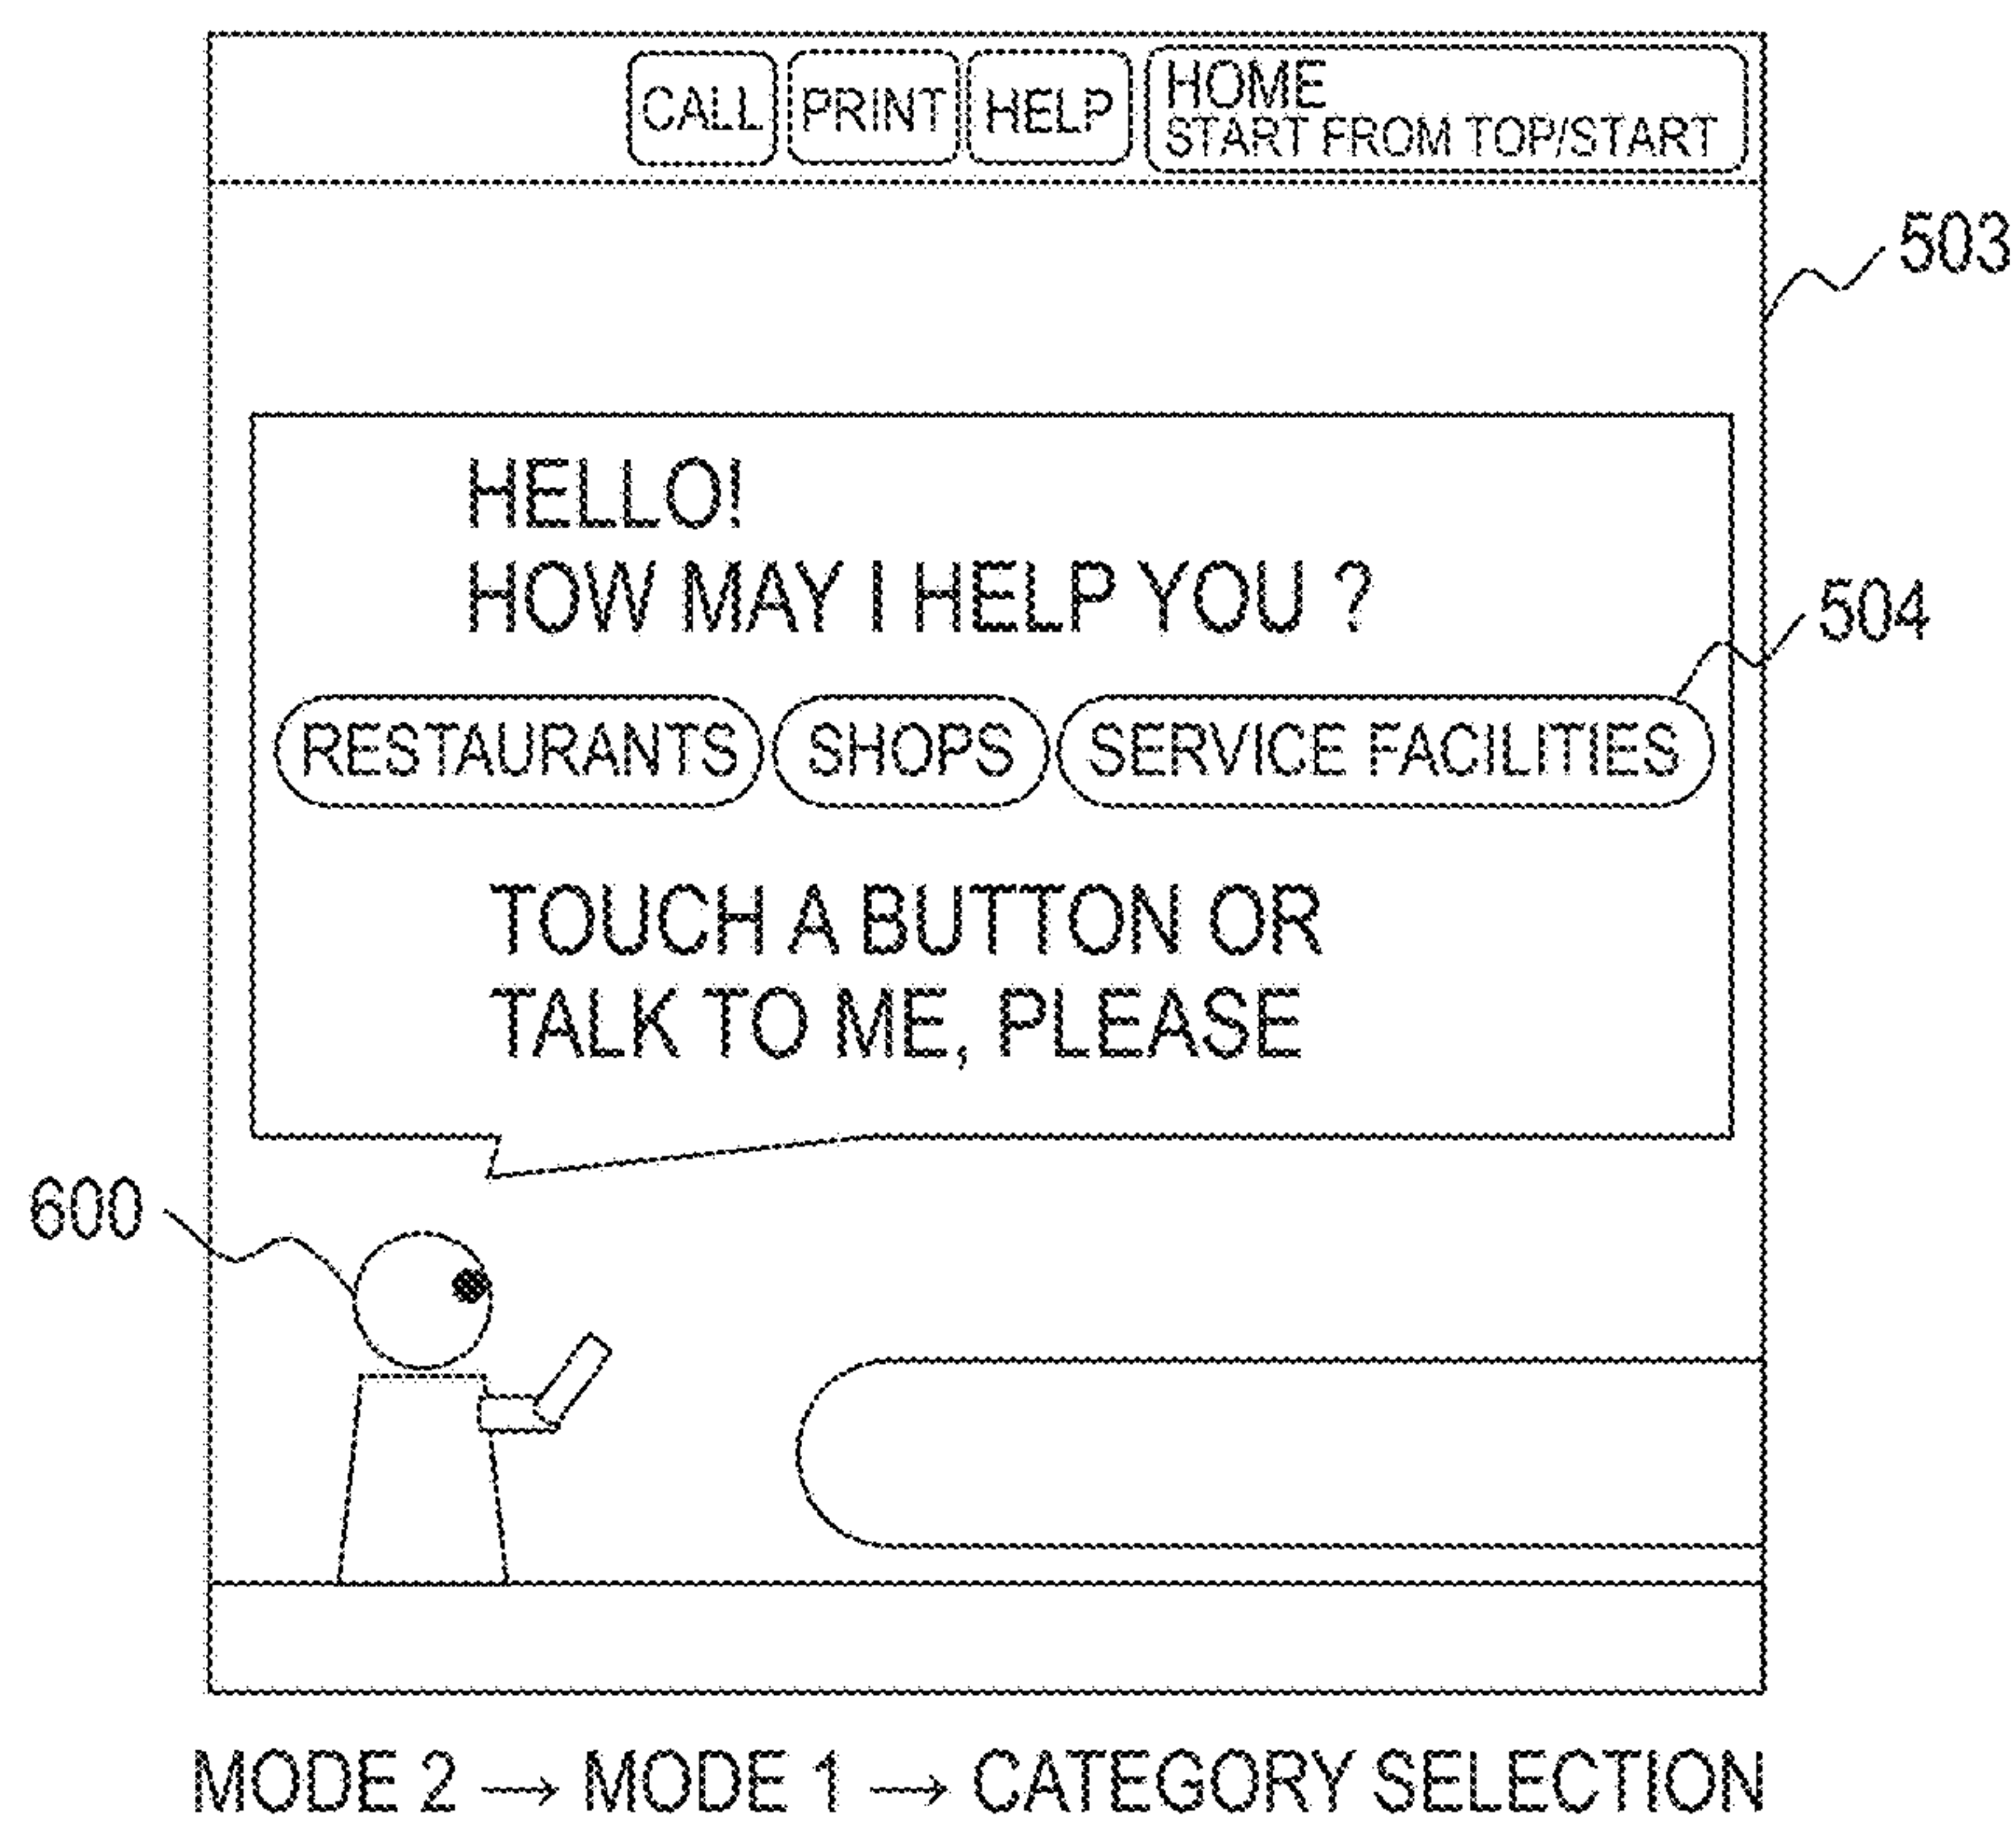 CALL PRINT HELP HOME
START FROM TOP/START
503
HELLO!
HOW MAY I HELP YOU ?
504
RESTAURANTS SHOPS SERVICE FACILITIES
TOUCH A BUTTON OR
TALK TO ME, PLEASE
600
MODE 2 → MODE 1 → CATEGORY SELECTION